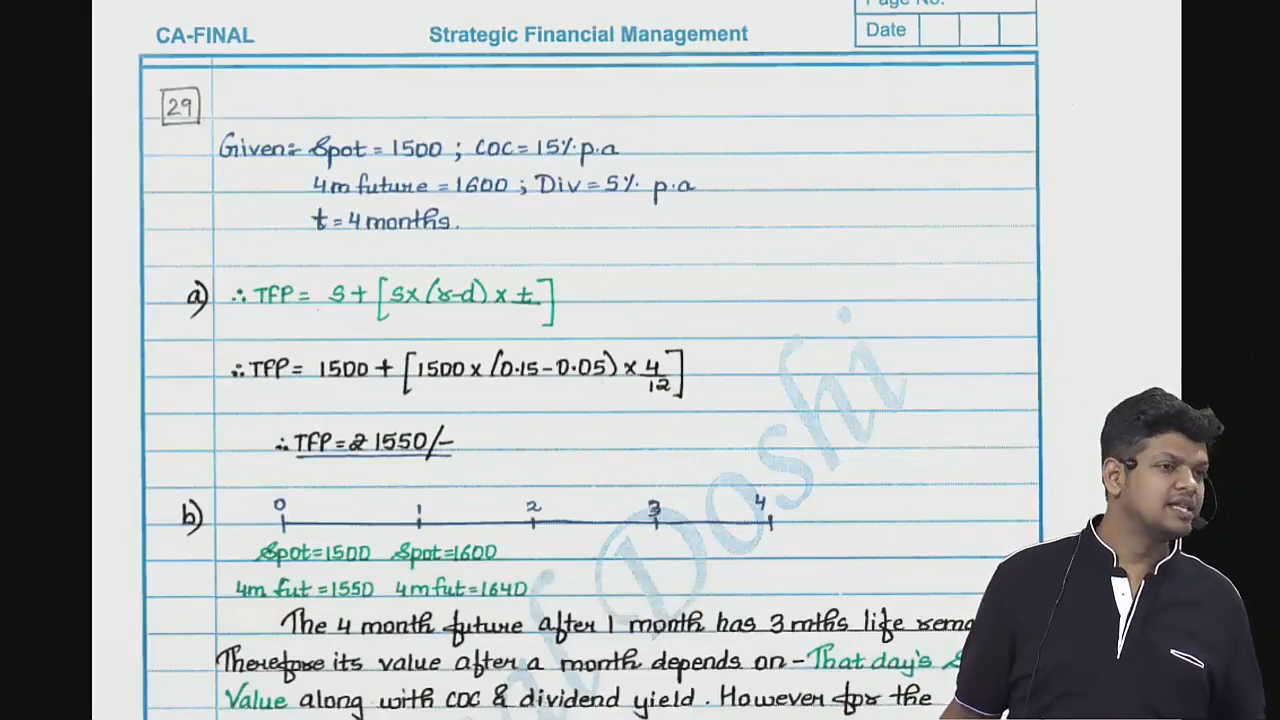 Page No.
CA-FINAL
Strategic Financial Management
Date
29
Given:- Spot = 1500 ; COC = 15% p.a
4m future = 1600 ; Div = 5% p.a
t = 4 months.
a) ∴ TFP = S + [S x (r-d) x t]
∴ TFP = 1500 + [1500 x (0.15 - 0.05) x 4/12]
∴ TFP = ₹ 1550/-
b) 0 1 2 3 4
Spot = 1500 Spot = 1600
4m fut = 1550 4m fut = 1640
The 4 month future after 1 month has 3 mths life
Therefore its value after a month depends on - That day's
Value along with COC & dividend yield. However for the
Doshi